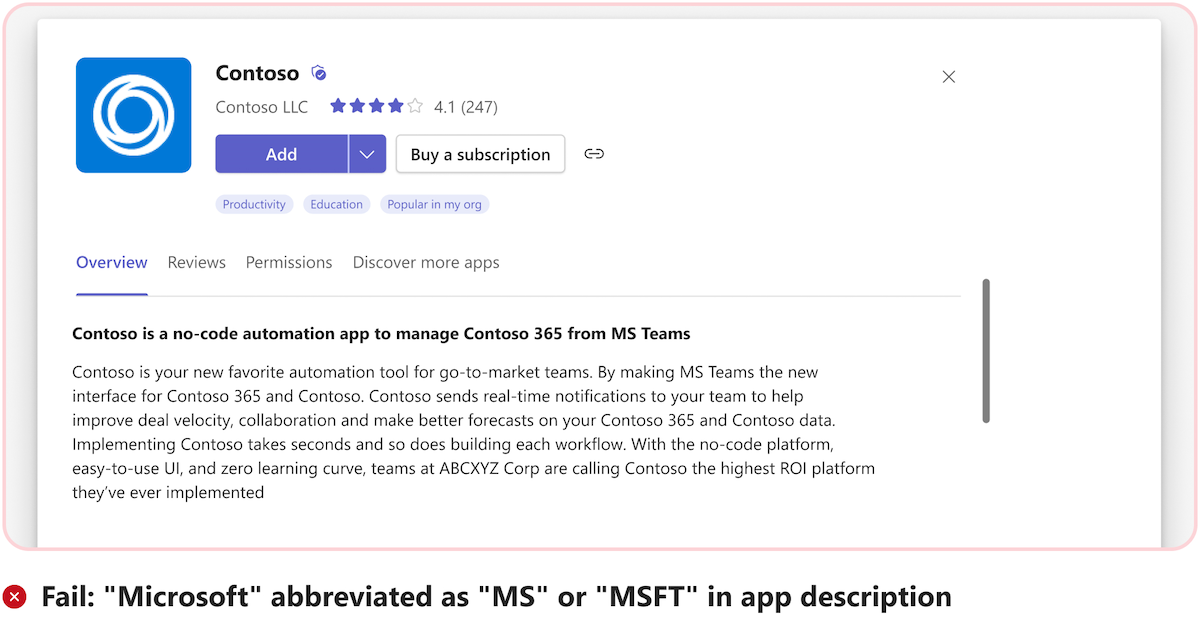 Contoso
Contoso LLC 4.1 (247)
Add Buy a subscription
Productivity Education Popular in my org
Overview Reviews Permissions Discover more apps
Contoso is a no-code automation app to manage Contoso 365 from MS Teams
Contoso is your new favorite automation tool for go-to-market teams. By making MS Teams the new
interface for Contoso 365 and Contoso. Contoso sends real-time notifications to your team to help
improve deal velocity, collaboration and make better forecasts on your Contoso 365 and Contoso data.
Implementing Contoso takes seconds and so does building each workflow. With the no-code platform,
easy-to-use UI, and zero learning curve, teams at ABCXYZ Corp are calling Contoso the highest ROI platform
they’ve ever implemented
Fail: "Microsoft" abbreviated as "MS" or "MSFT" in app description